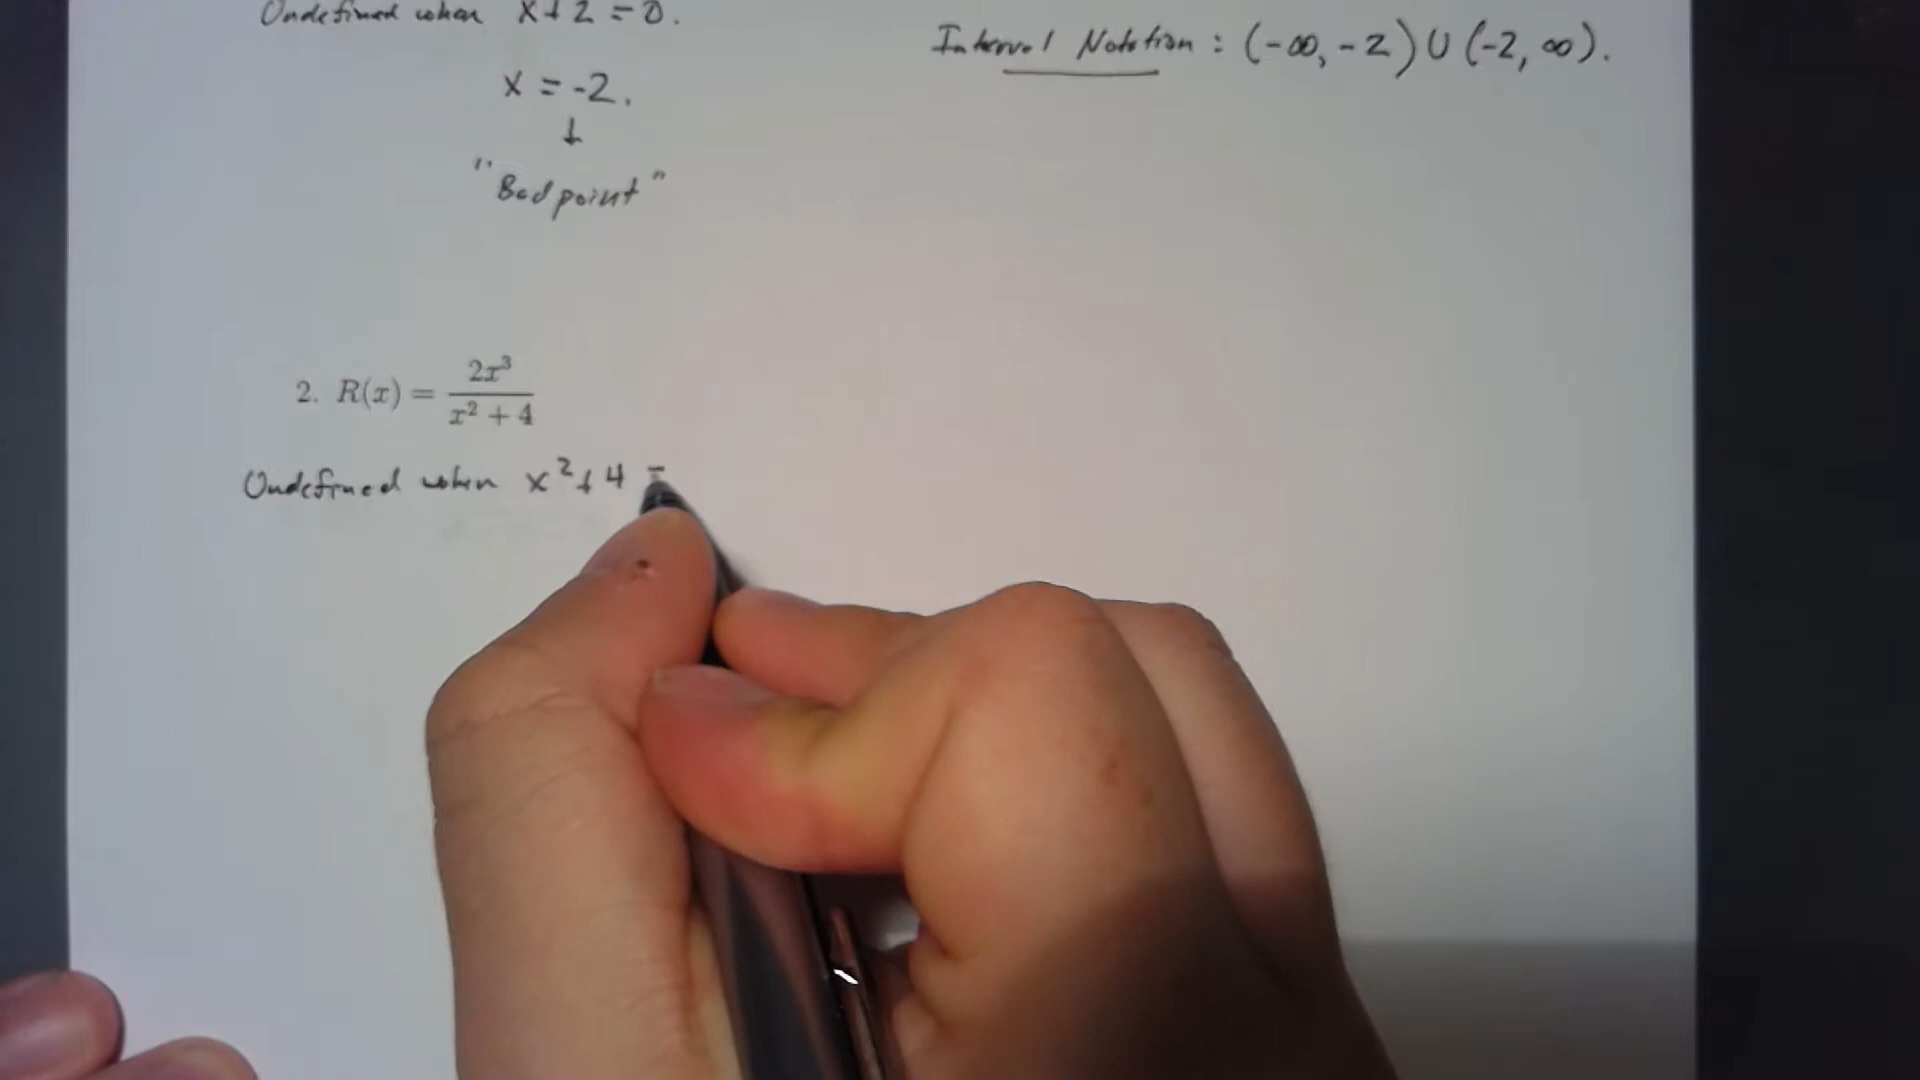 Undefined when x+2 = 0.
x = -2.
↓
"Bad point"
Interval Notation : (-∞, -2) ∪ (-2, ∞).
2. R(x) = 2x³ / x² + 4
Undefined when x² + 4 =